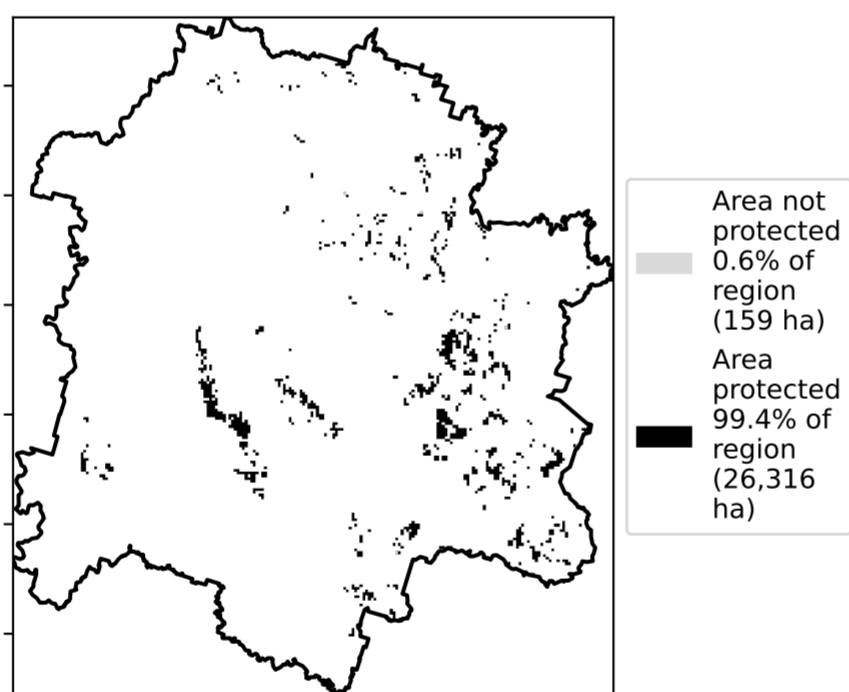 Area not
protected
0.6% of
region
(159 ha)
Area
protected
99.4% of
region
(26,316
ha)